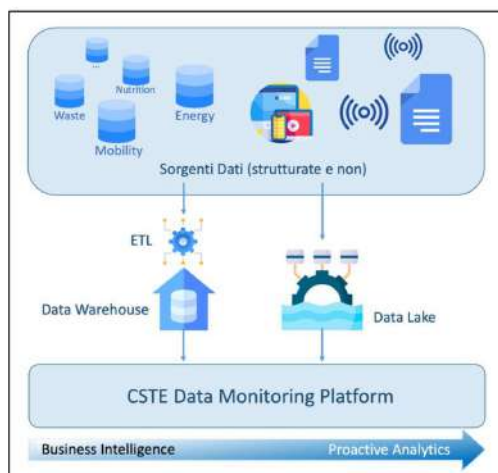 ...
Nutrition
Waste
Energy
Mobility
Sorgenti Dati (strutturate e non)
ETL
Data Warehouse
Data Lake
CSTE Data Monitoring Platform
Business Intelligence
Proactive Analytics